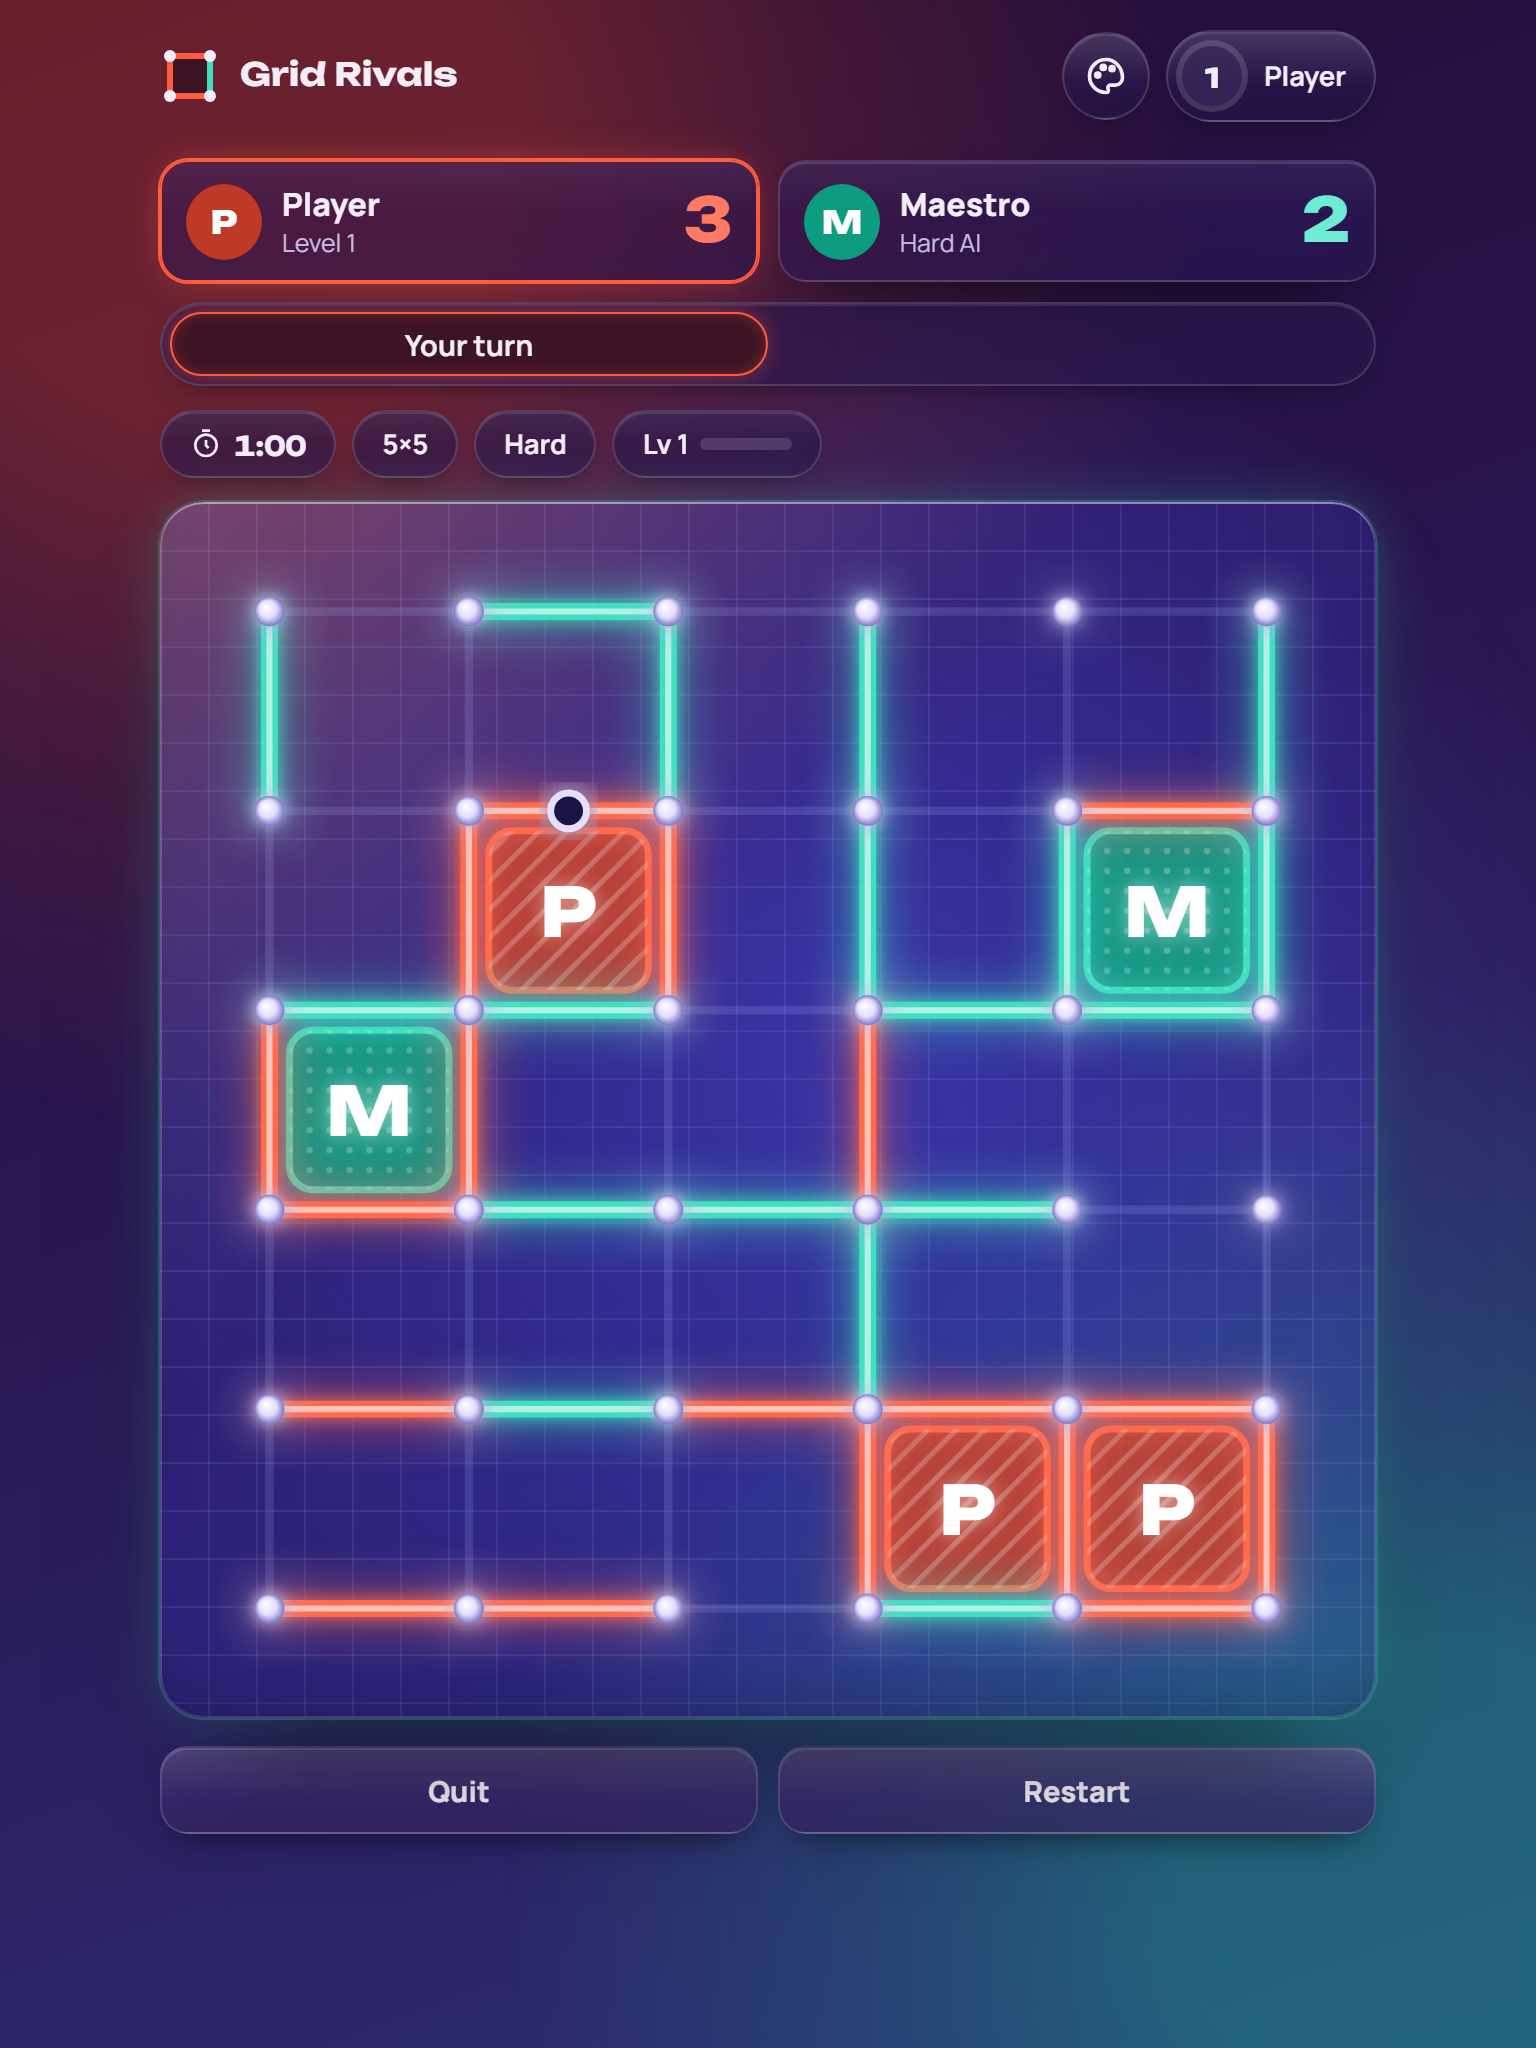 Grid Rivals
1 Player
P Player 3
Level 1
M Maestro 2
Hard AI
Your turn
1:00 5×5 Hard Lv 1
P M
M
P P
Quit Restart